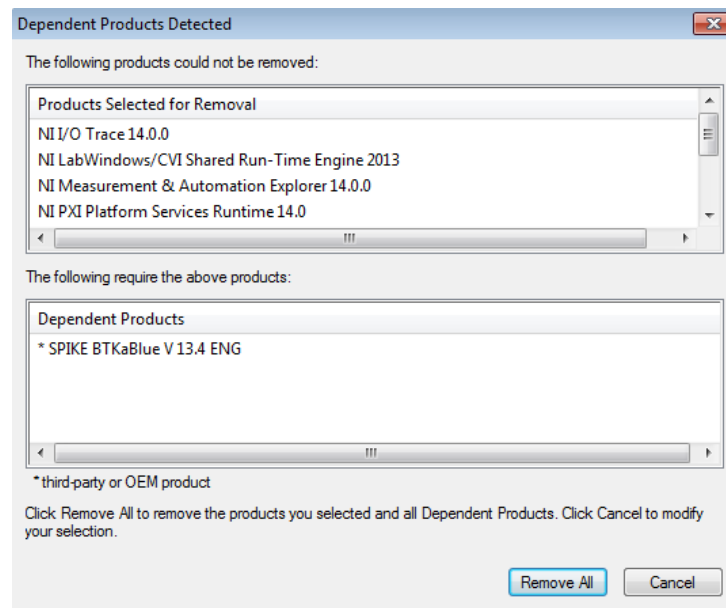 Dependent Products Detected
The following products could not be removed:
Products Selected for Removal
NI I/O Trace 14.0.0
NI LabWindows/CVI Shared Run-Time Engine 2013
NI Measurement & Automation Explorer 14.0.0
NI PXI Platform Services Runtime 14.0
The following require the above products:
Dependent Products
* SPIKE BTKaBlue V 13.4 ENG
* third-party or OEM product
Click Remove All to remove the products you selected and all Dependent Products. Click Cancel to modify
your selection.
Remove All Cancel